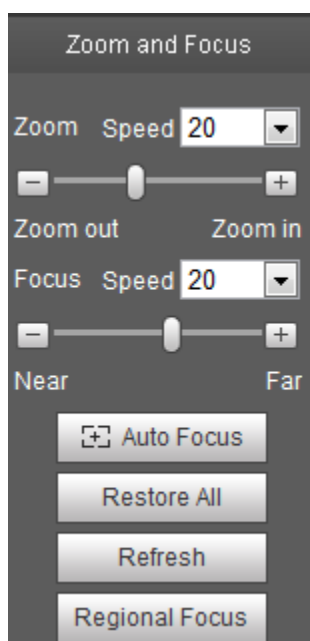 Zoom and Focus
Zoom Speed 20
Zoom out Zoom in
Focus Speed 20
Near Far
Auto Focus
Restore All
Refresh
Regional Focus